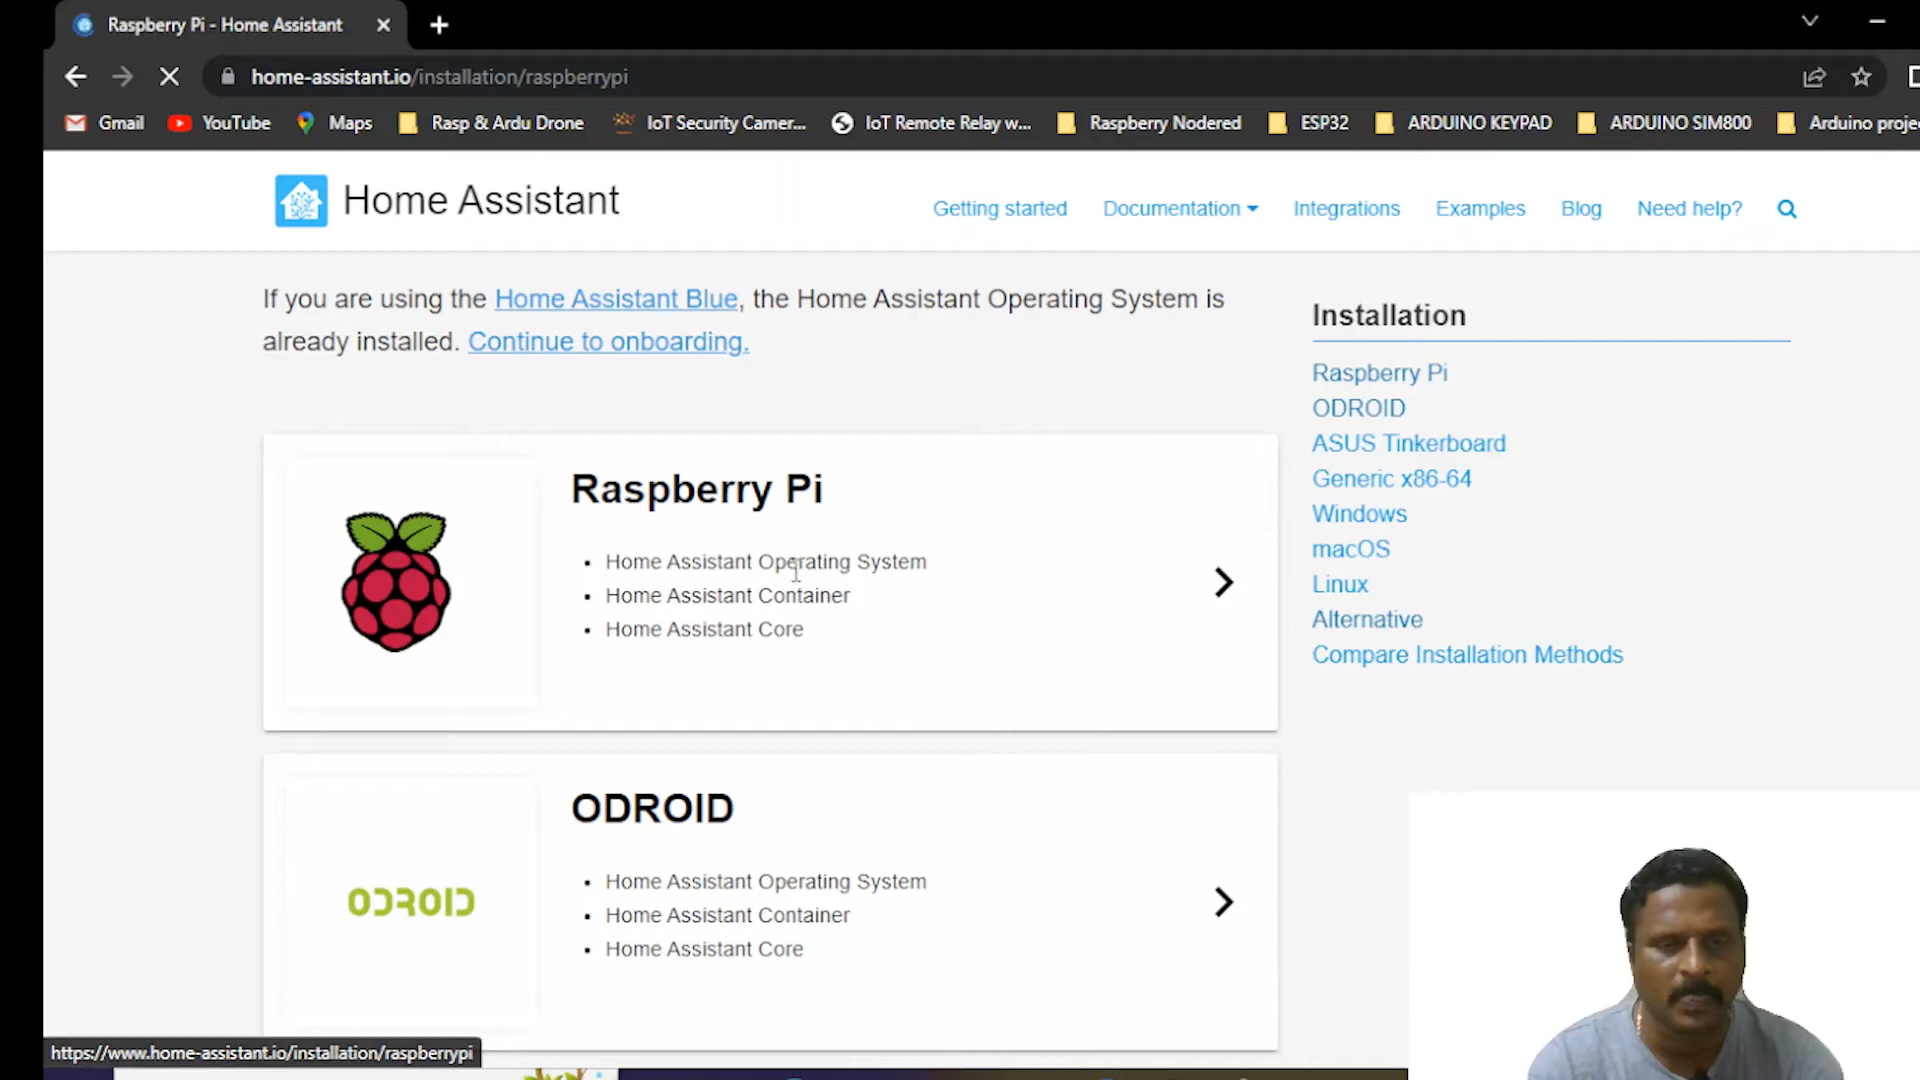 Raspberry Pi - Home Assistant
home-assistant.io/installation/raspberrypi
Gmail YouTube Maps Rasp & Ardu Drone IoT Security Camer... IoT Remote Relay w... Raspberry Nodered ESP32 ARDUINO KEYPAD ARDUINO SIM800 Arduino proje
Home Assistant
Getting started Documentation Integrations Examples Blog Need help?
If you are using the Home Assistant Blue, the Home Assistant Operating System is
already installed. Continue to onboarding.
Raspberry Pi
Home Assistant Operating System
Home Assistant Container
Home Assistant Core
ODROID
ODROID
Home Assistant Operating System
Home Assistant Container
Home Assistant Core
Installation
Raspberry Pi
ODROID
ASUS Tinkerboard
Generic x86-64
Windows
macOS
Linux
Alternative
Compare Installation Methods
https://www.home-assistant.io/installation/raspberrypi